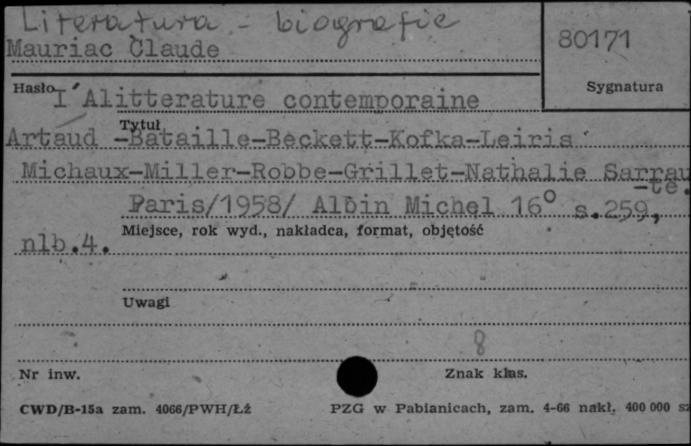 Literatura - biografie
Mauriac Claude
80171
Hasło
Sygnatura
I'Alitterature contemporaine
Tytuł
Artaud -Bataille-Beckett-Kofka-Leiris
Michaux-Miller-Robbe-Grillet-Nathalie Sarrau
-te.
Paris/1958/ Albin Michel 16° s.259,
Miejsce, rok wyd., nakładca, format, objętość
nlb.4.
Uwagi
8
Nr inw.
Znak klas.
CWD/B-15a zam. 4066/PWH/Łż
PZG w Pabianicach, zam. 4-66 nakł. 400 000 sz